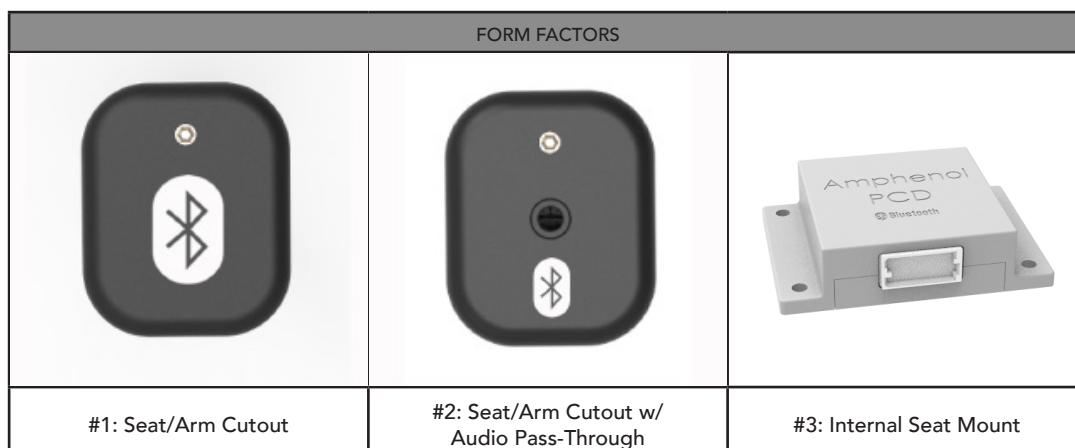 FORM FACTORS
Amphenol
PCD
Bluetooth
#1: Seat/Arm Cutout
#2: Seat/Arm Cutout w/
Audio Pass-Through
#3: Internal Seat Mount